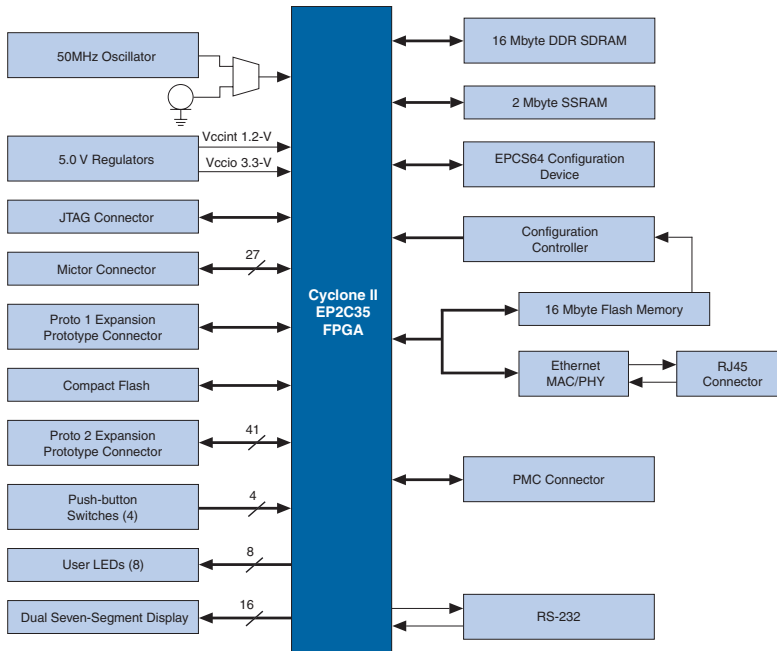 50MHz Oscillator
Vccint 1.2-V
5.0 V Regulators
Vccio 3.3-V
JTAG Connector
Mictor Connector
27
Proto 1 Expansion
Prototype Connector
Compact Flash
Proto 2 Expansion
Prototype Connector
41
Push-button
Switches (4)
4
User LEDs (8)
8
Dual Seven-Segment Display
16
Cyclone II
EP2C35
FPGA
16 Mbyte DDR SDRAM
2 Mbyte SSRAM
EPCS64 Configuration
Device
Configuration
Controller
16 Mbyte Flash Memory
Ethernet
MAC/PHY
RJ45
Connector
PMC Connector
RS-232